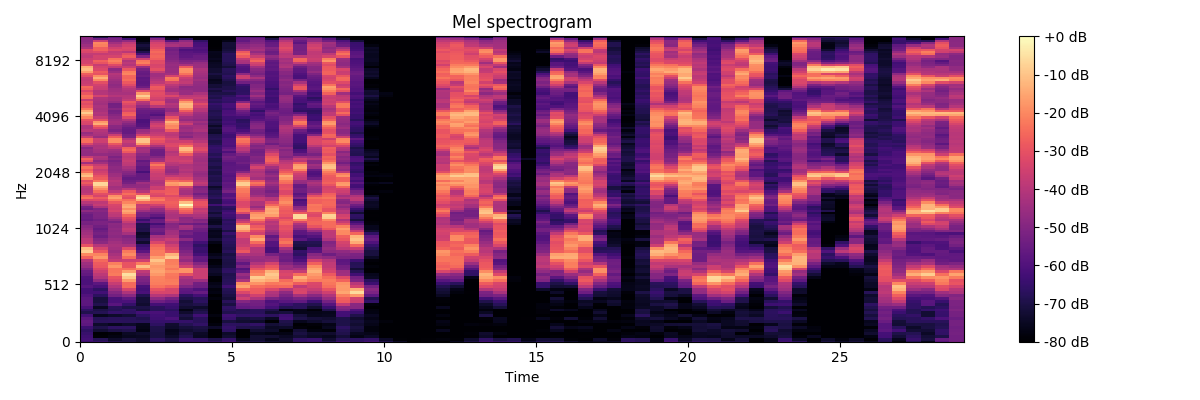 Mel spectrogram
8192
4096
2048
1024
512
0
Hz
0 5 10 15 20 25
Time
+0 dB
-10 dB
-20 dB
-30 dB
-40 dB
-50 dB
-60 dB
-70 dB
-80 dB